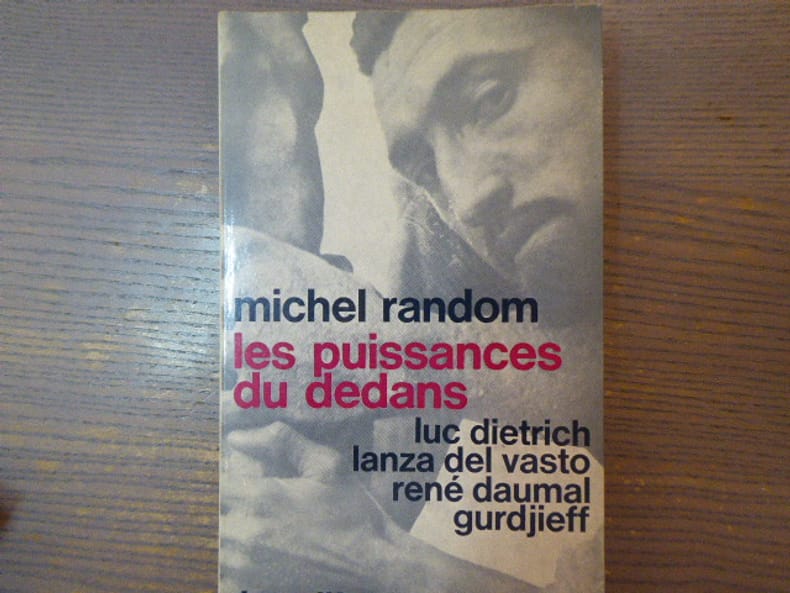 michel random
les puissances
du dedans
luc dietrich
lanza del vasto
rené daumal
gurdjieff